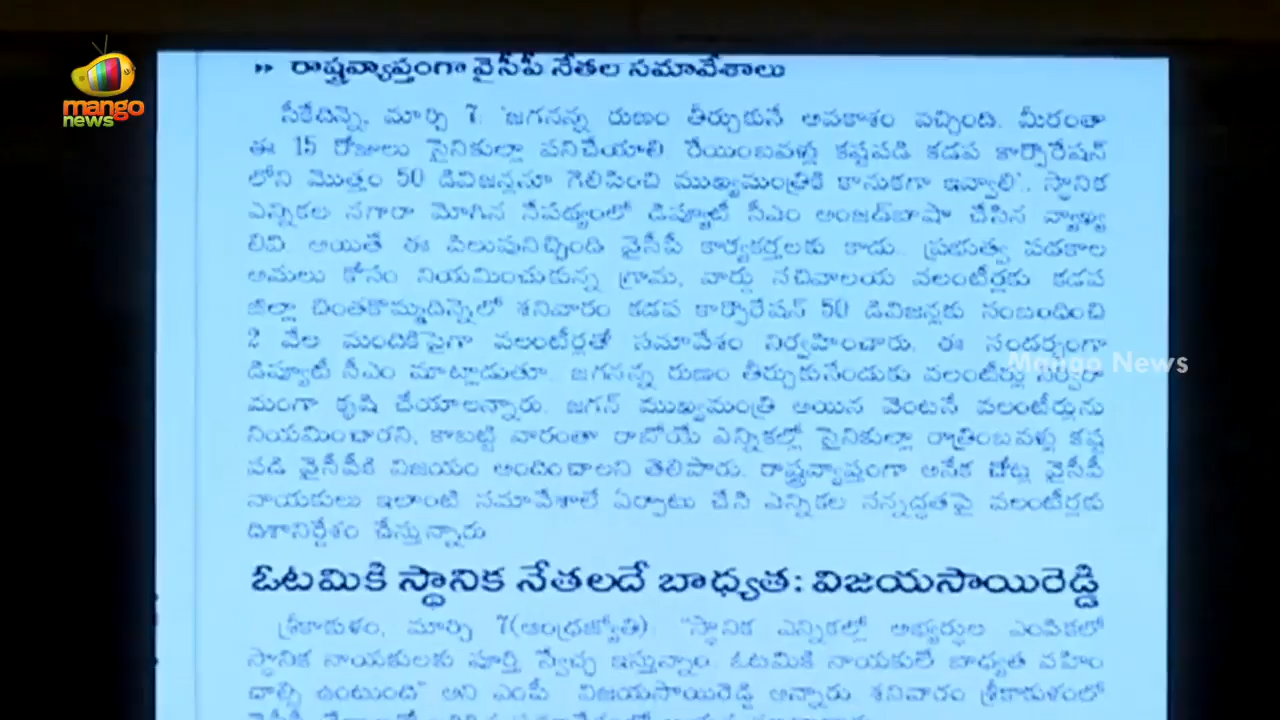 mango
news
» రాష్ట్రవ్యాప్తంగా వైసీపీ నేతల సమావేశాలు
సీకేదిన్నె, మార్చి 7: 'జగనన్న రుణం తీర్చుకునే అవకాశం వచ్చింది. మీరంతా
ఈ 15 రోజులు సైనికుల్లా పనిచేయాలి. రేయింబవళ్లు కష్టపడి కడప కార్పొరేషన్
లోని మొత్తం 50 డివిజన్లనూ గెలిపించి ముఖ్యమంత్రికి కానుకగా ఇవ్వాలి'. స్థానిక
ఎన్నికల నగారా మోగిన నేపథ్యంలో డిప్యూటీ సీఎం అంజద్‌బాషా చేసిన వ్యాఖ్య
లివి. అయితే ఈ పిలుపునిచ్చింది వైసీపీ కార్యకర్తలకు కాదు. ప్రభుత్వ పథకాల
అమలు కోసం నియమించుకున్న గ్రామ, వార్డు సచివాలయ వలంటీర్లకు. కడప
జిల్లా చింతకొమ్మదిన్నెలో శనివారం కడప కార్పొరేషన్ 50 డివిజన్లకు సంబంధించి
2 వేల మందికిపైగా వలంటీర్లతో సమావేశం నిర్వహించారు. ఈ సందర్భంగా
డిప్యూటీ సీఎం మాట్లాడుతూ.. జగనన్న రుణం తీర్చుకునేందుకు వలంటీర్లు
మంగా కృషి చేయాలన్నారు. జగన్ ముఖ్యమంత్రి అయిన వెంటనే వలంటీర్లను
నియమించారని, కాబట్టి వారంతా రాబోయే ఎన్నికల్లో సైనికుల్లా రాత్రింబవళ్లు కష్ట
పడి వైసీపీకి విజయం అందించాలని తెలిపారు. రాష్ట్రవ్యాప్తంగా అనేక చోట్ల వైసీపీ
నాయకులు ఇలాంటి సమావేశాలే ఏర్పాటు చేసి ఎన్నికల సన్నద్ధతపై వలంటీర్లకు
దిశానిర్దేశం చేస్తున్నారు.
Mango News
ఓటమికి స్థానిక నేతలదే బాధ్యత: విజయసాయిరెడ్డి
శ్రీకాకుళం, మార్చి 7(ఆంధ్రజ్యోతి): "స్థానిక ఎన్నికల్లో అభ్యర్థుల ఎంపికలో
స్థానిక నాయకులకు పూర్తి స్వేచ్ఛ ఇస్తున్నాం. ఓటమికి నాయకులే బాధ్యత వహిం
చాల్సి ఉంటుంది" అని ఎంపీ విజయసాయిరెడ్డి అన్నారు. శనివారం శ్రీకాకుళంలో